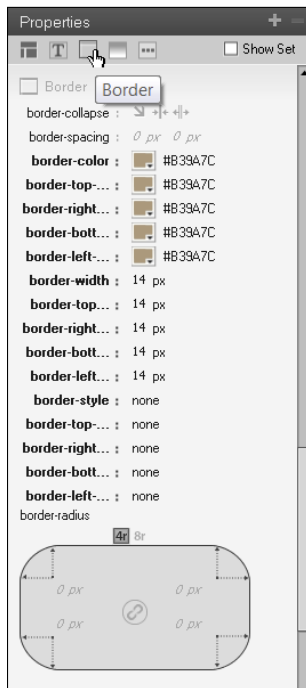 Properties
T
Show Set
Border
Border
border-collapse :
border-spacing : 0 px 0 px
border-color : #B39A7C
border-top-... : #B39A7C
border-right... : #B39A7C
border-bott... : #B39A7C
border-left-... : #B39A7C
border-width : 14 px
border-top... : 14 px
border-right... : 14 px
border-bott... : 14 px
border-left... : 14 px
border-style : none
border-top-... : none
border-right... : none
border-bott... : none
border-left-... : none
border-radius
4r 8r
0 px 0 px
0 px 0 px